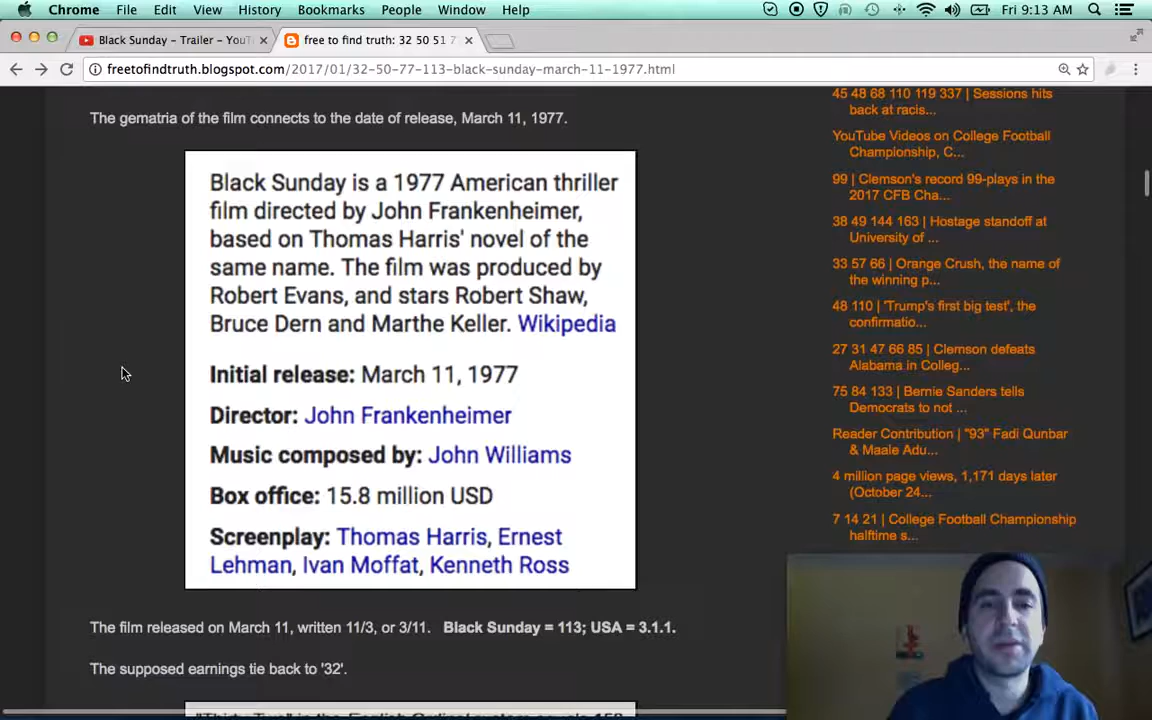 Chrome File Edit View History Bookmarks People Window Help Fri 9:13 AM
Black Sunday – Trailer – YouT
free to find truth: 32 50 51 7
freetofindtruth.blogspot.com/2017/01/32-50-77-113-black-sunday-march-11-1977.html
The gematria of the film connects to the date of release, March 11, 1977.
Black Sunday is a 1977 American thriller
film directed by John Frankenheimer,
based on Thomas Harris' novel of the
same name. The film was produced by
Robert Evans, and stars Robert Shaw,
Bruce Dern and Marthe Keller. Wikipedia
Initial release: March 11, 1977
Director: John Frankenheimer
Music composed by: John Williams
Box office: 15.8 million USD
Screenplay: Thomas Harris, Ernest
Lehman, Ivan Moffat, Kenneth Ross
The film released on March 11, written 11/3, or 3/11. Black Sunday = 113; USA = 3.1.1.
The supposed earnings tie back to '32'.
45 48 68 110 119 337 | Sessions hits
back at racis...
YouTube Videos on College Football
Championship, C...
99 | Clemson's record 99-plays in the
2017 CFB Cha...
38 49 144 163 | Hostage standoff at
University of ...
33 57 66 | Orange Crush, the name of
the winning p...
48 110 | 'Trump's first big test', the
confirmatio...
27 31 47 66 85 | Clemson defeats
Alabama in Colleg...
75 84 133 | Bernie Sanders tells
Democrats to not ...
Reader Contribution | "93" Fadi Qunbar
& Maale Adu...
4 million page views, 1,171 days later
(October 24...
7 14 21 | College Football Championship
halftime s...